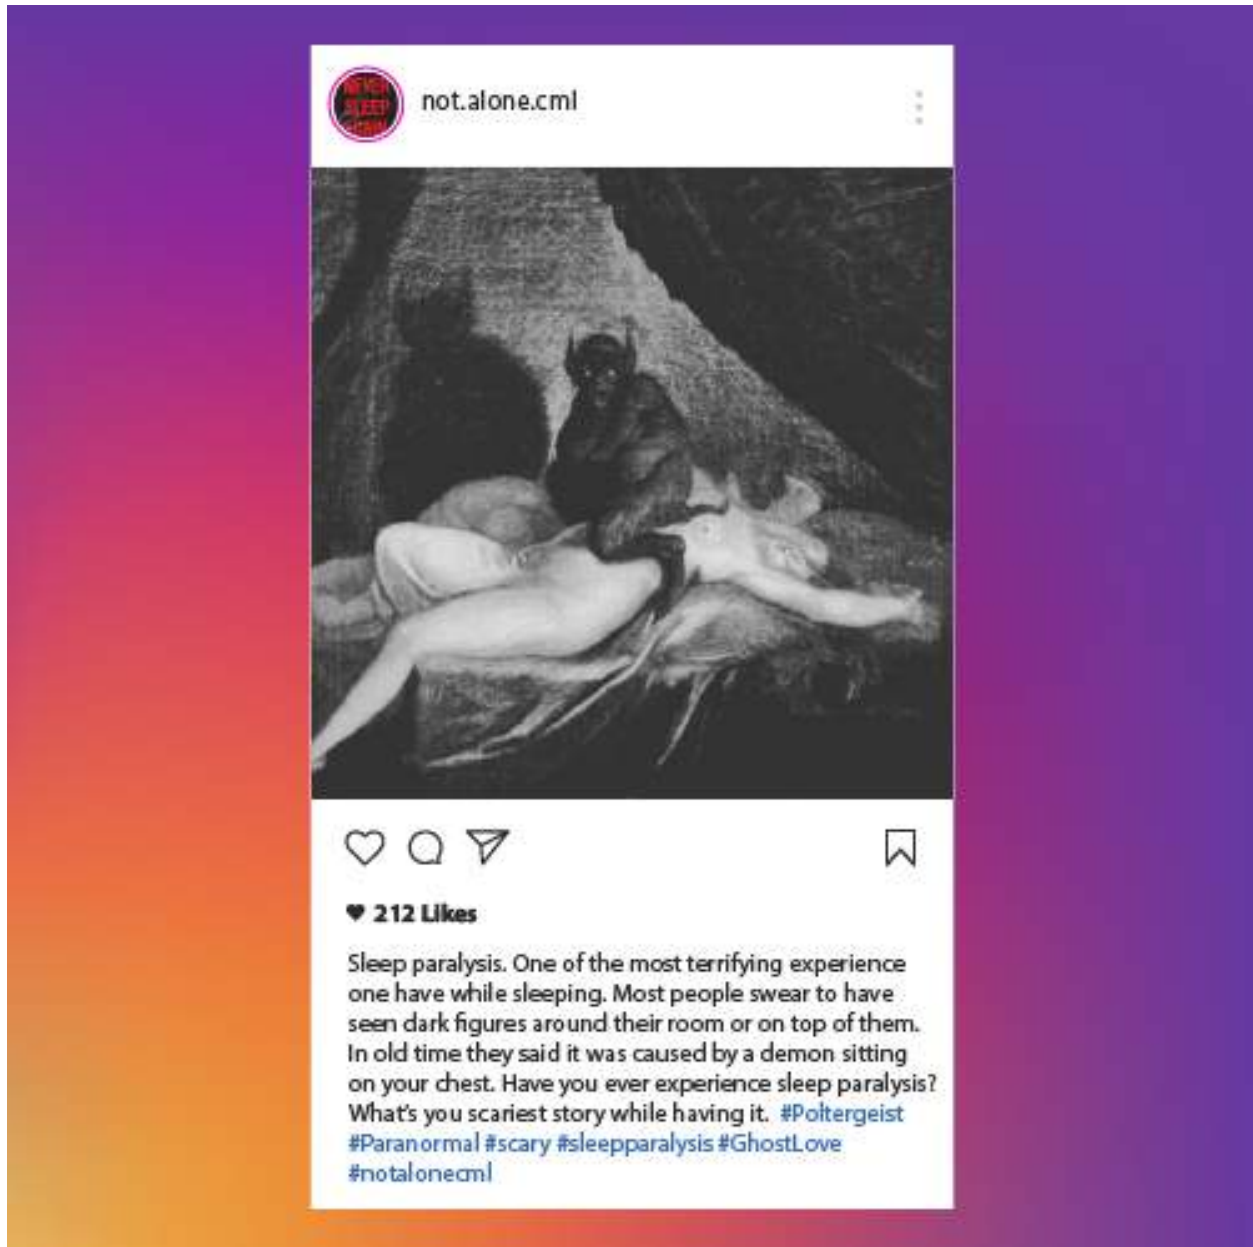 NEVER
SLEEP
AGAIN
not.alone.cml
212 Likes
Sleep paralysis. One of the most terrifying experience
one have while sleeping. Most people swear to have
seen dark figures around their room or on top of them.
In old time they said it was caused by a demon sitting
on your chest. Have you ever experience sleep paralysis?
What's you scariest story while having it. #Poltergeist
#Paranormal #scary #sleepparalysis #GhostLove
#notalonecml